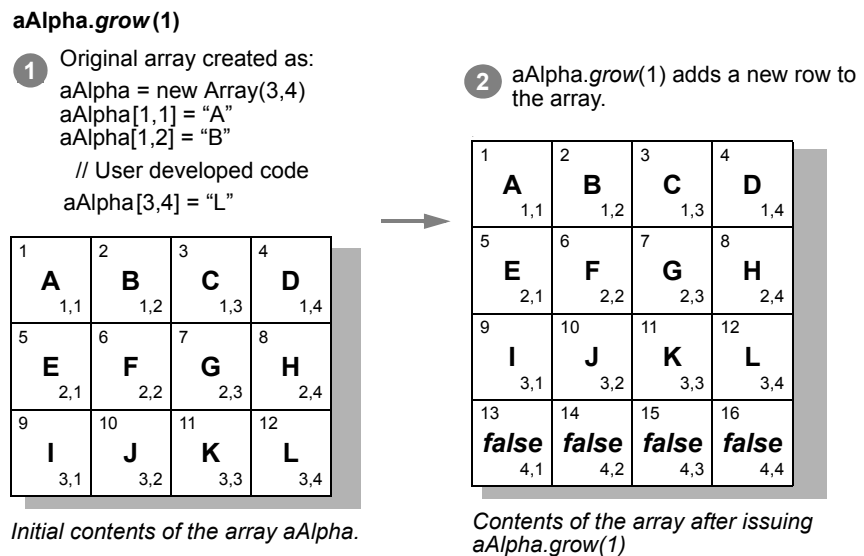 aAlpha.grow(1)
1
Original array created as:
aAlpha = new Array(3,4)
aAlpha[1,1] = “A”
aAlpha[1,2] = “B”
// User developed code
aAlpha[3,4] = “L”
1 2 3 4
A B C D
1,1 1,2 1,3 1,4
5 6 7 8
E F G H
2,1 2,2 2,3 2,4
9 10 11 12
I J K L
3,1 3,2 3,3 3,4
Initial contents of the array aAlpha.
2
aAlpha.grow(1) adds a new row to
the array.
1 2 3 4
A B C D
1,1 1,2 1,3 1,4
5 6 7 8
E F G H
2,1 2,2 2,3 2,4
9 10 11 12
I J K L
3,1 3,2 3,3 3,4
13 14 15 16
false false false false
4,1 4,2 4,3 4,4
Contents of the array after issuing
aAlpha.grow(1)